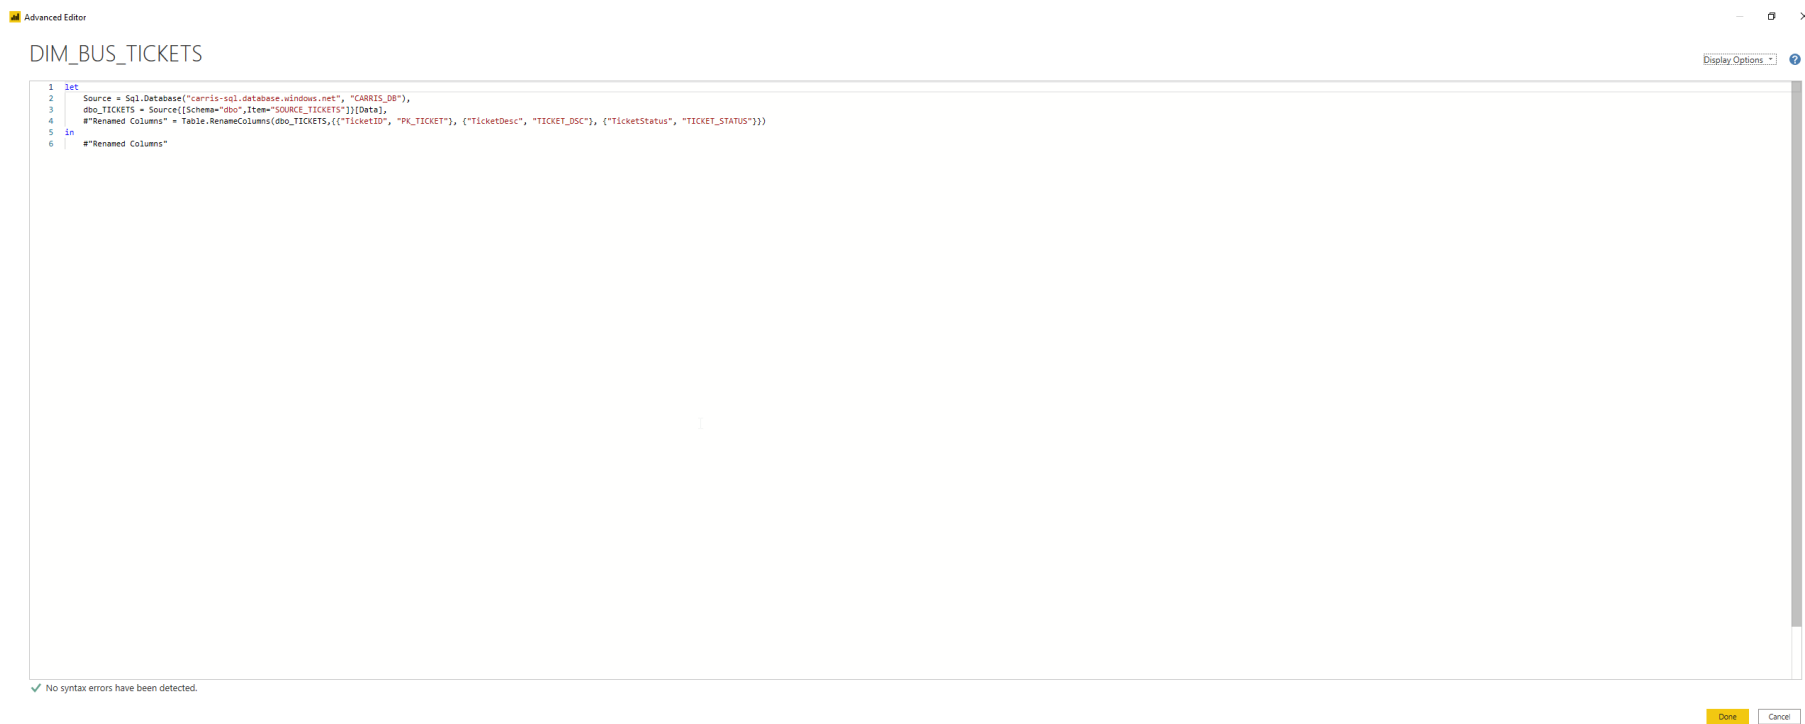 Advanced Editor
DIM_BUS_TICKETS
Display Options
?
1 let
2 Source = Sql.Database("carris-sql.database.windows.net", "CARRIS_DB"),
3 dbo_TICKETS = Source{[Schema="dbo",Item="SOURCE_TICKETS"]}[Data],
4 #"Renamed Columns" = Table.RenameColumns(dbo_TICKETS,{{"TicketID", "PK_TICKET"}, {"TicketDesc", "TICKET_DSC"}, {"TicketStatus", "TICKET_STATUS"}})
5 in
6 #"Renamed Columns"
No syntax errors have been detected.
Done Cancel